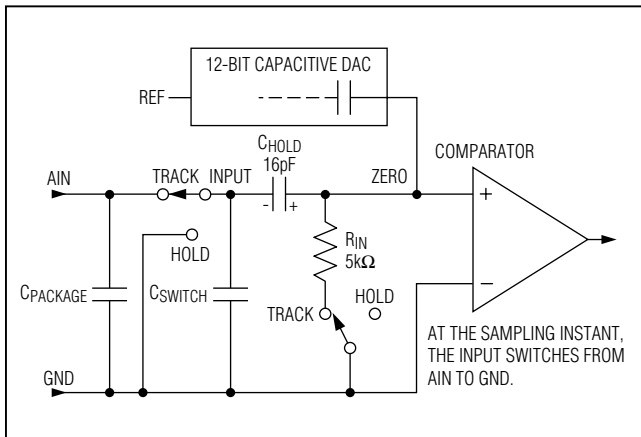 12-BIT CAPACITIVE DAC
REF
CHOLD
16pF
COMPARATOR
AIN
TRACK
INPUT
ZERO
- +
+
HOLD
RIN
5kΩ
CPACKAGE
CSWITCH
HOLD
TRACK
−
AT THE SAMPLING INSTANT,
THE INPUT SWITCHES FROM
AIN TO GND.
GND